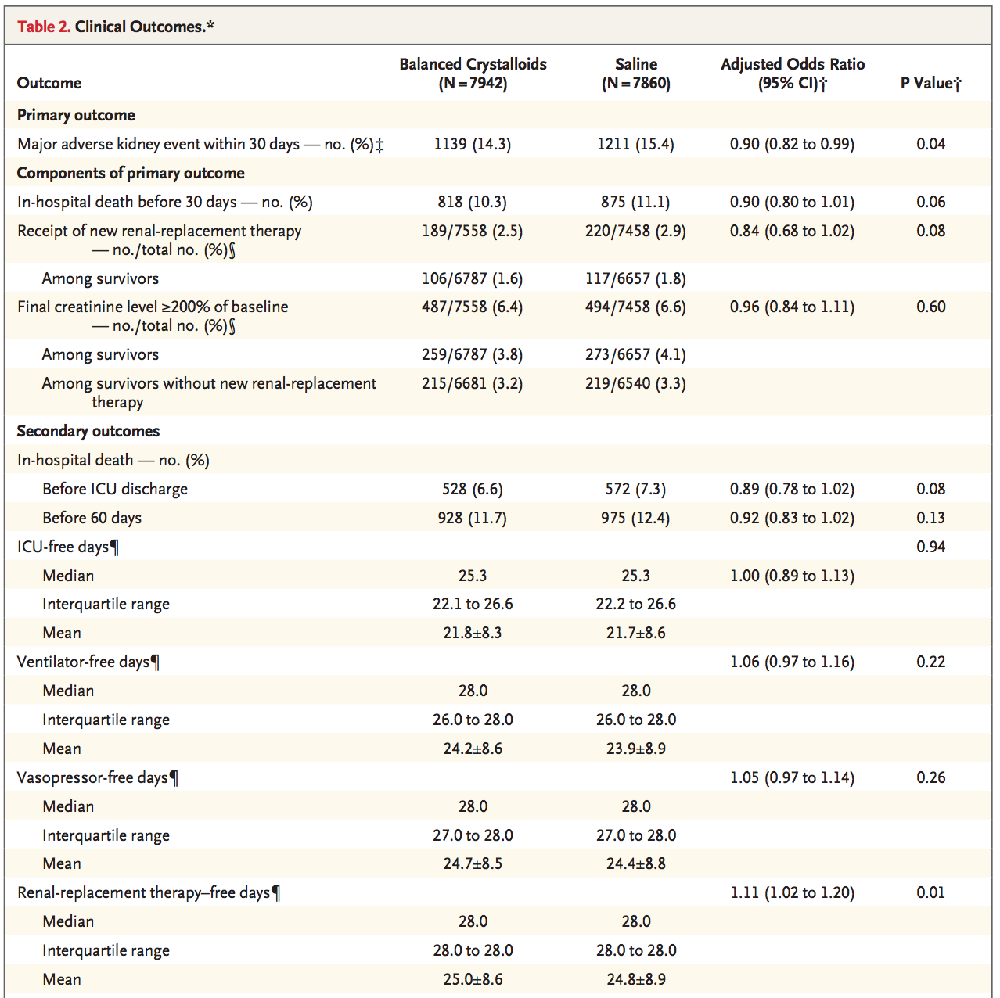 Table 2. Clinical Outcomes.*
Outcome Balanced Crystalloids (N=7942) Saline (N=7860) Adjusted Odds Ratio (95% CI)† P Value†
Primary outcome
Major adverse kidney event within 30 days — no. (%)‡ 1139 (14.3) 1211 (15.4) 0.90 (0.82 to 0.99) 0.04
Components of primary outcome
In-hospital death before 30 days — no. (%) 818 (10.3) 875 (11.1) 0.90 (0.80 to 1.01) 0.06
Receipt of new renal-replacement therapy 189/7558 (2.5) 220/7458 (2.9) 0.84 (0.68 to 1.02) 0.08
— no./total no. (%)§
Among survivors 106/6787 (1.6) 117/6657 (1.8)
Final creatinine level ≥200% of baseline 487/7558 (6.4) 494/7458 (6.6) 0.96 (0.84 to 1.11) 0.60
— no./total no. (%)§
Among survivors 259/6787 (3.8) 273/6657 (4.1)
Among survivors without new renal-replacement 215/6681 (3.2) 219/6540 (3.3)
therapy
Secondary outcomes
In-hospital death — no. (%)
Before ICU discharge 528 (6.6) 572 (7.3) 0.89 (0.78 to 1.02) 0.08
Before 60 days 928 (11.7) 975 (12.4) 0.92 (0.83 to 1.02) 0.13
ICU-free days¶ 0.94
Median 25.3 25.3 1.00 (0.89 to 1.13)
Interquartile range 22.1 to 26.6 22.2 to 26.6
Mean 21.8±8.3 21.7±8.6
Ventilator-free days¶ 1.06 (0.97 to 1.16) 0.22
Median 28.0 28.0
Interquartile range 26.0 to 28.0 26.0 to 28.0
Mean 24.2±8.6 23.9±8.9
Vasopressor-free days¶ 1.05 (0.97 to 1.14) 0.26
Median 28.0 28.0
Interquartile range 27.0 to 28.0 27.0 to 28.0
Mean 24.7±8.5 24.4±8.8
Renal-replacement therapy–free days¶ 1.11 (1.02 to 1.20) 0.01
Median 28.0 28.0
Interquartile range 28.0 to 28.0 28.0 to 28.0
Mean 25.0±8.6 24.8±8.9